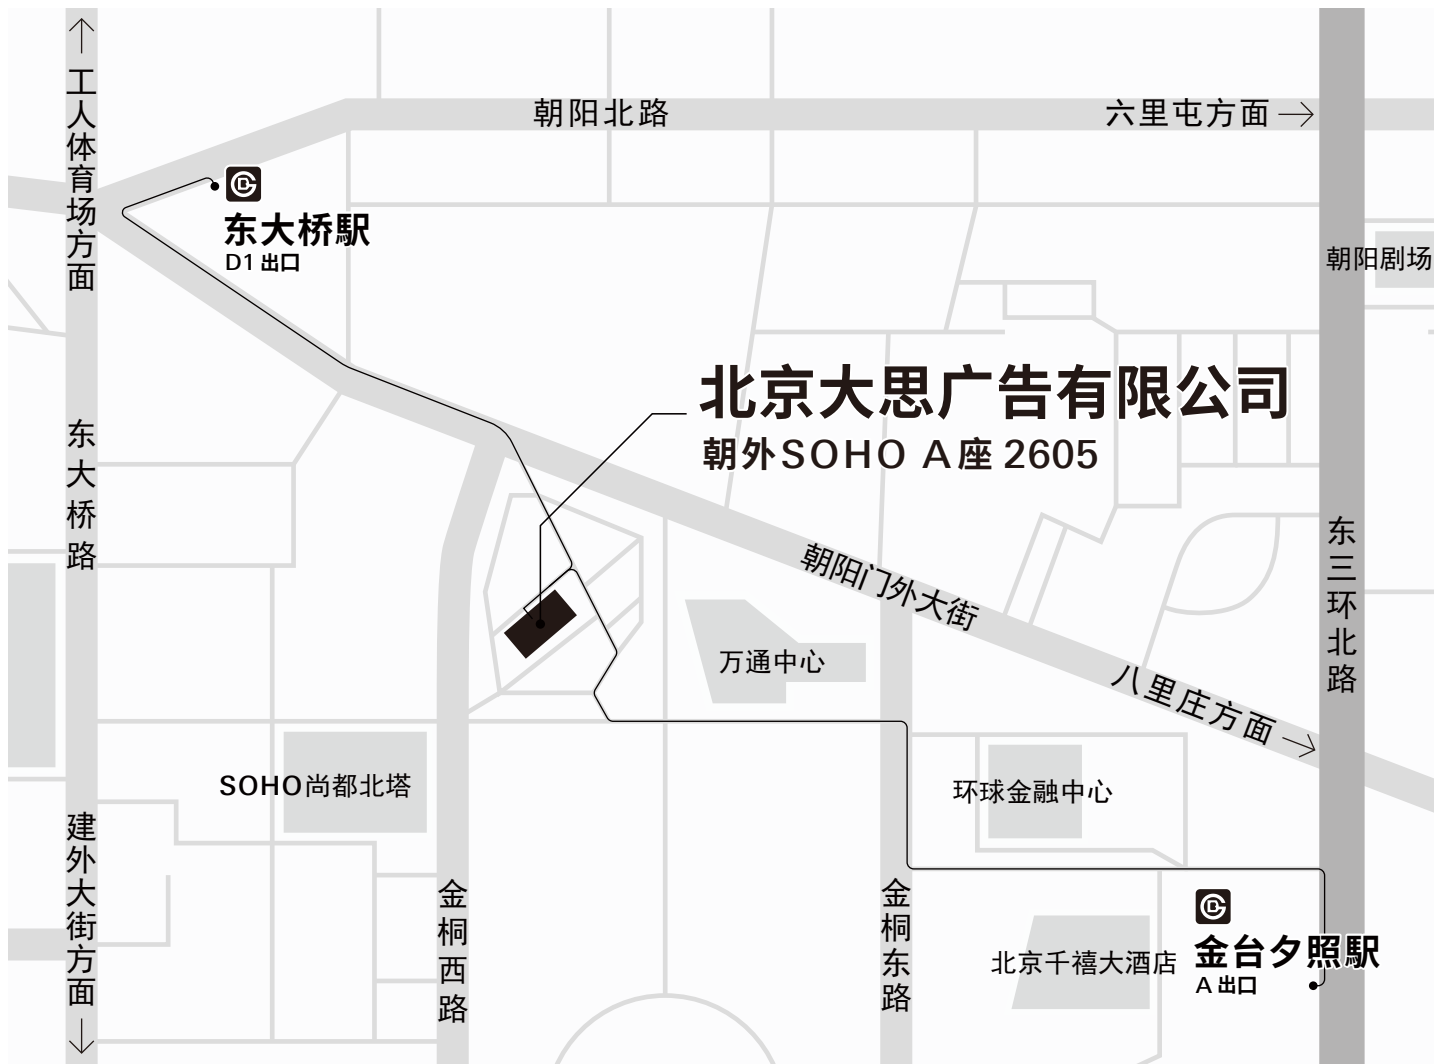 工人体育场方面
朝阳北路
六里屯方面
东大桥駅
D1 出口
朝阳剧场
北京大思广告有限公司
朝外SOHO A座 2605
东大桥路
朝阳门外大街
东三环北路
万通中心
八里庄方面
SOHO尚都北塔
环球金融中心
建外大街方面
金桐西路
金桐东路
北京千禧大酒店
金台夕照駅
A 出口